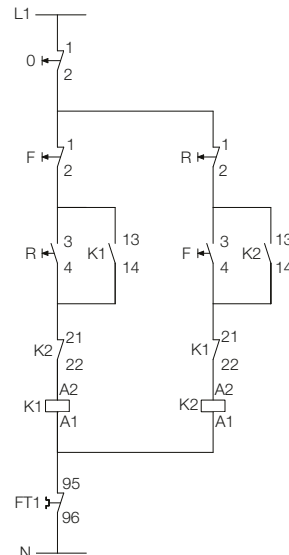 L1
1
0
2
1 1
F R
2 2
3 13 3 13
R K1 F K2
4 14 4 14
21 21
K2 K1
22 22
A2 A2
K1 K2
A1 A1
95
FT1
96
N